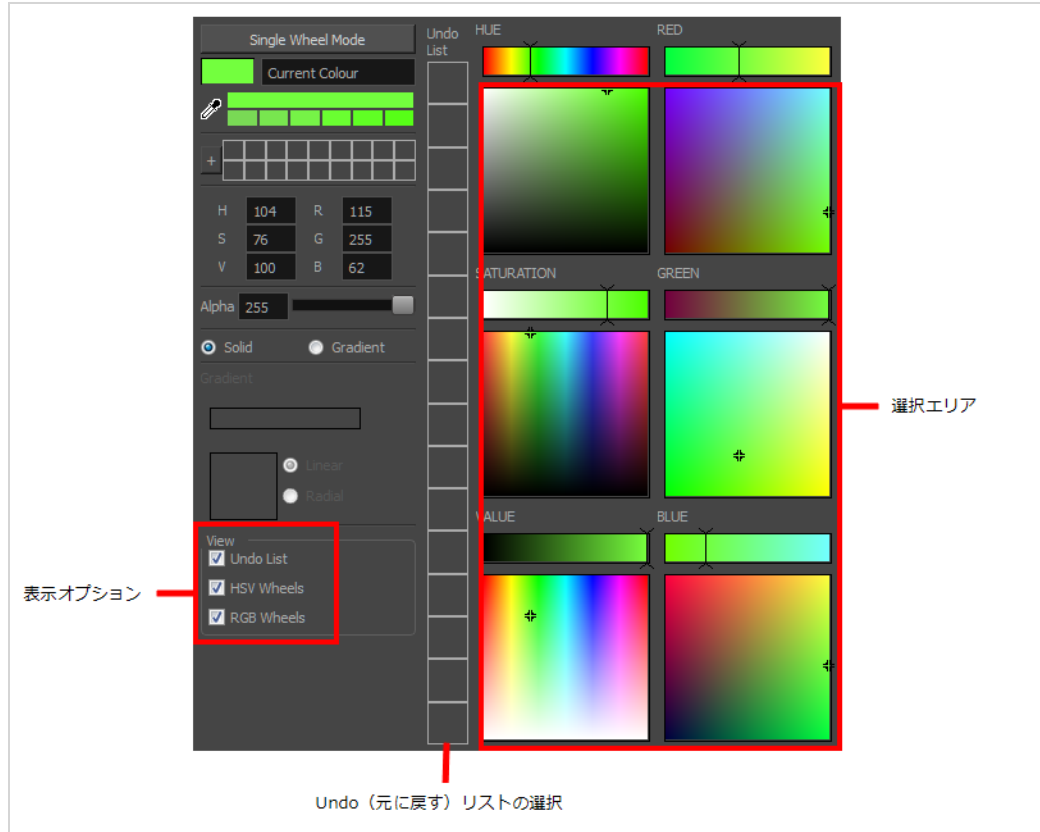 Single Wheel Mode
Current Colour
+
H 104 R 115
S 76 G 255
V 100 B 62
Alpha 255
Solid Gradient
Gradient
Linear
Radial
View
Undo List
HSV Wheels
RGB Wheels
Undo
List
HUE
RED
SATURATION
GREEN
VALUE
BLUE
選択エリア
表示オプション
Undo（元に戻す）リストの選択